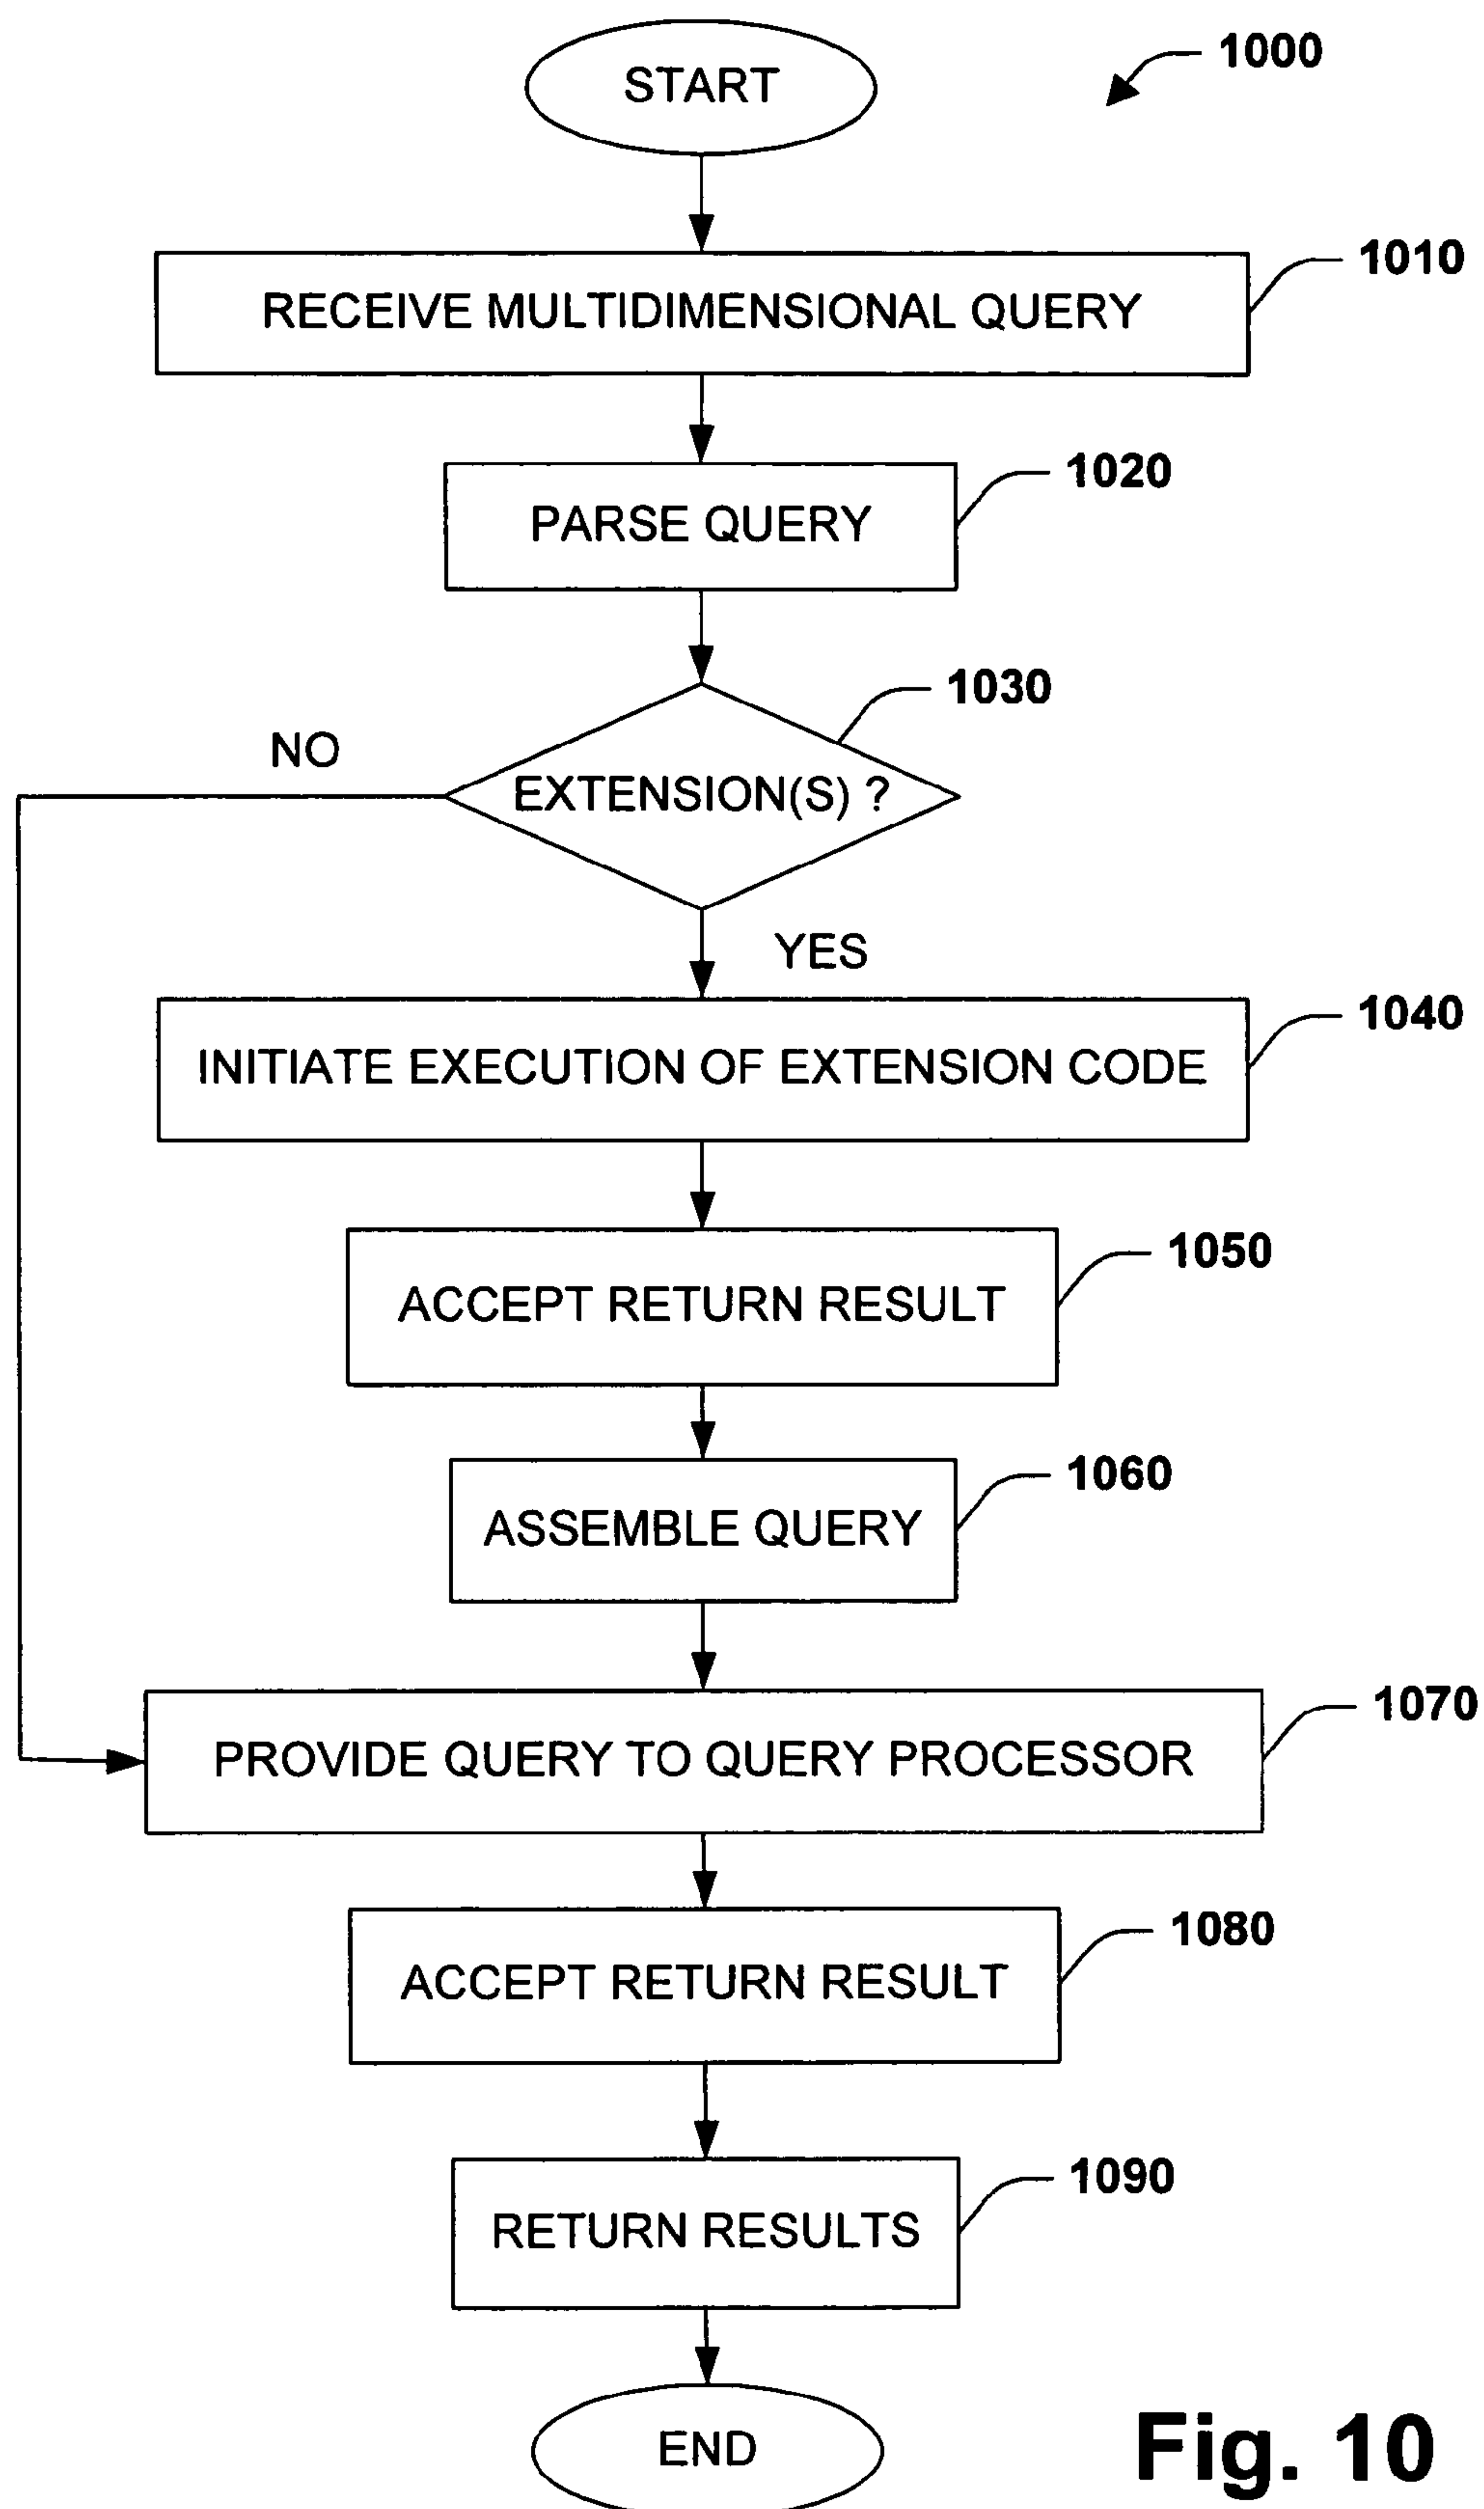 START
1000
RECEIVE MULTIDIMENSIONAL QUERY
1010
PARSE QUERY
1020
1030
NO
EXTENSION(S) ?
YES
INITIATE EXECUTION OF EXTENSION CODE
1040
ACCEPT RETURN RESULT
1050
ASSEMBLE QUERY
1060
PROVIDE QUERY TO QUERY PROCESSOR
1070
ACCEPT RETURN RESULT
1080
RETURN RESULTS
1090
END
Fig. 10